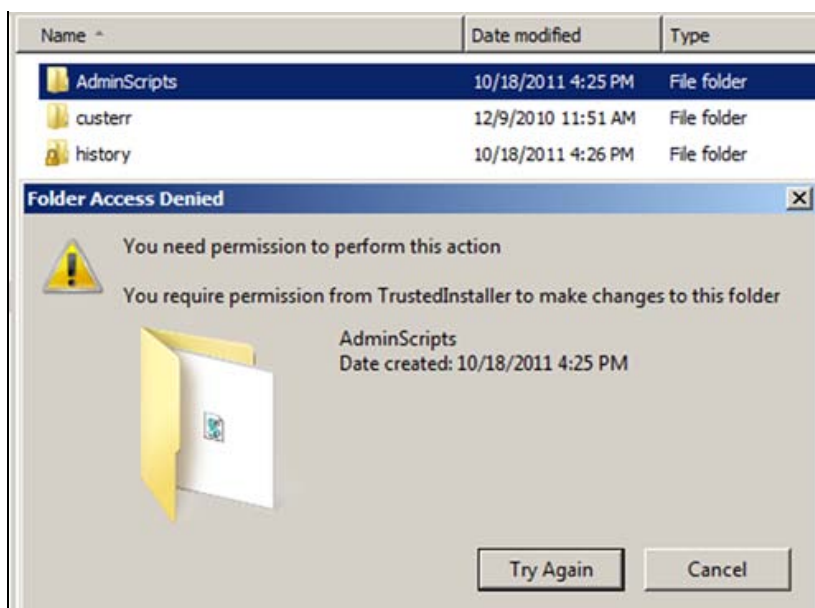 Name Date modified Type
AdminScripts 10/18/2011 4:25 PM File folder
custerr 12/9/2010 11:51 AM File folder
history 10/18/2011 4:26 PM File folder
Folder Access Denied
You need permission to perform this action
You require permission from TrustedInstaller to make changes to this folder
AdminScripts
Date created: 10/18/2011 4:25 PM
Try Again Cancel